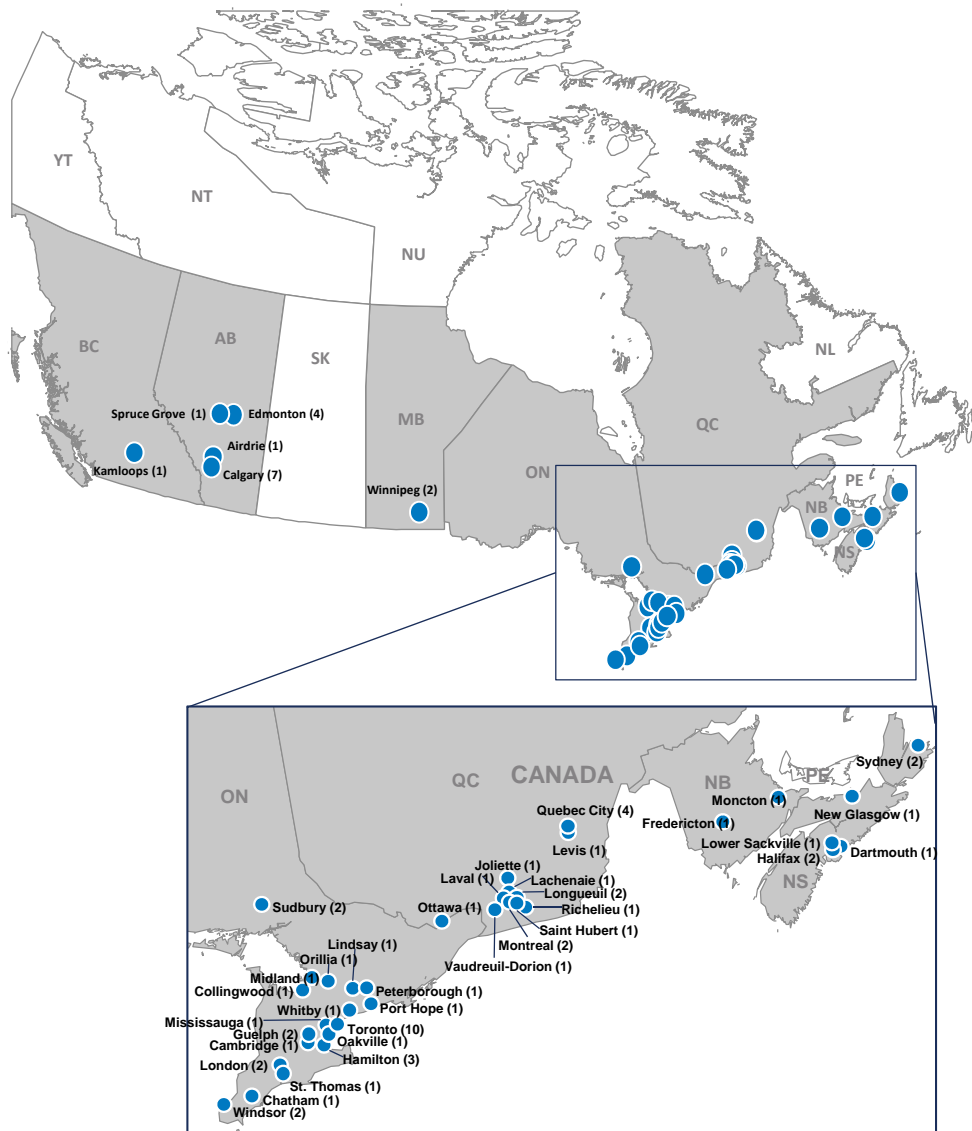 YT
NT
NU
BC
AB
SK
MB
ON
QC
NL
PE
NB
NS
Spruce Grove (1)
Edmonton (4)
Airdrie (1)
Kamloops (1)
Calgary (7)
Winnipeg (2)
ON
QC
CANADA
NB
PE
NS
Sydney (2)
Quebec City (4)
Moncton (1)
New Glasgow (1)
Fredericton (1)
Levis (1)
Lower Sackville (1)
Halifax (2)
Dartmouth (1)
Joliette (1)
Laval (1)
Lachenaie (1)
Longueuil (2)
Sudbury (2)
Ottawa (1)
Richelieu (1)
Saint Hubert (1)
Montreal (2)
Vaudreuil-Dorion (1)
Lindsay (1)
Orillia (1)
Midland (1)
Collingwood (1)
Peterborough (1)
Whitby (1)
Port Hope (1)
Mississauga (1)
Toronto (10)
Guelph (2)
Oakville (1)
Cambridge (1)
Hamilton (3)
London (2)
St. Thomas (1)
Chatham (1)
Windsor (2)